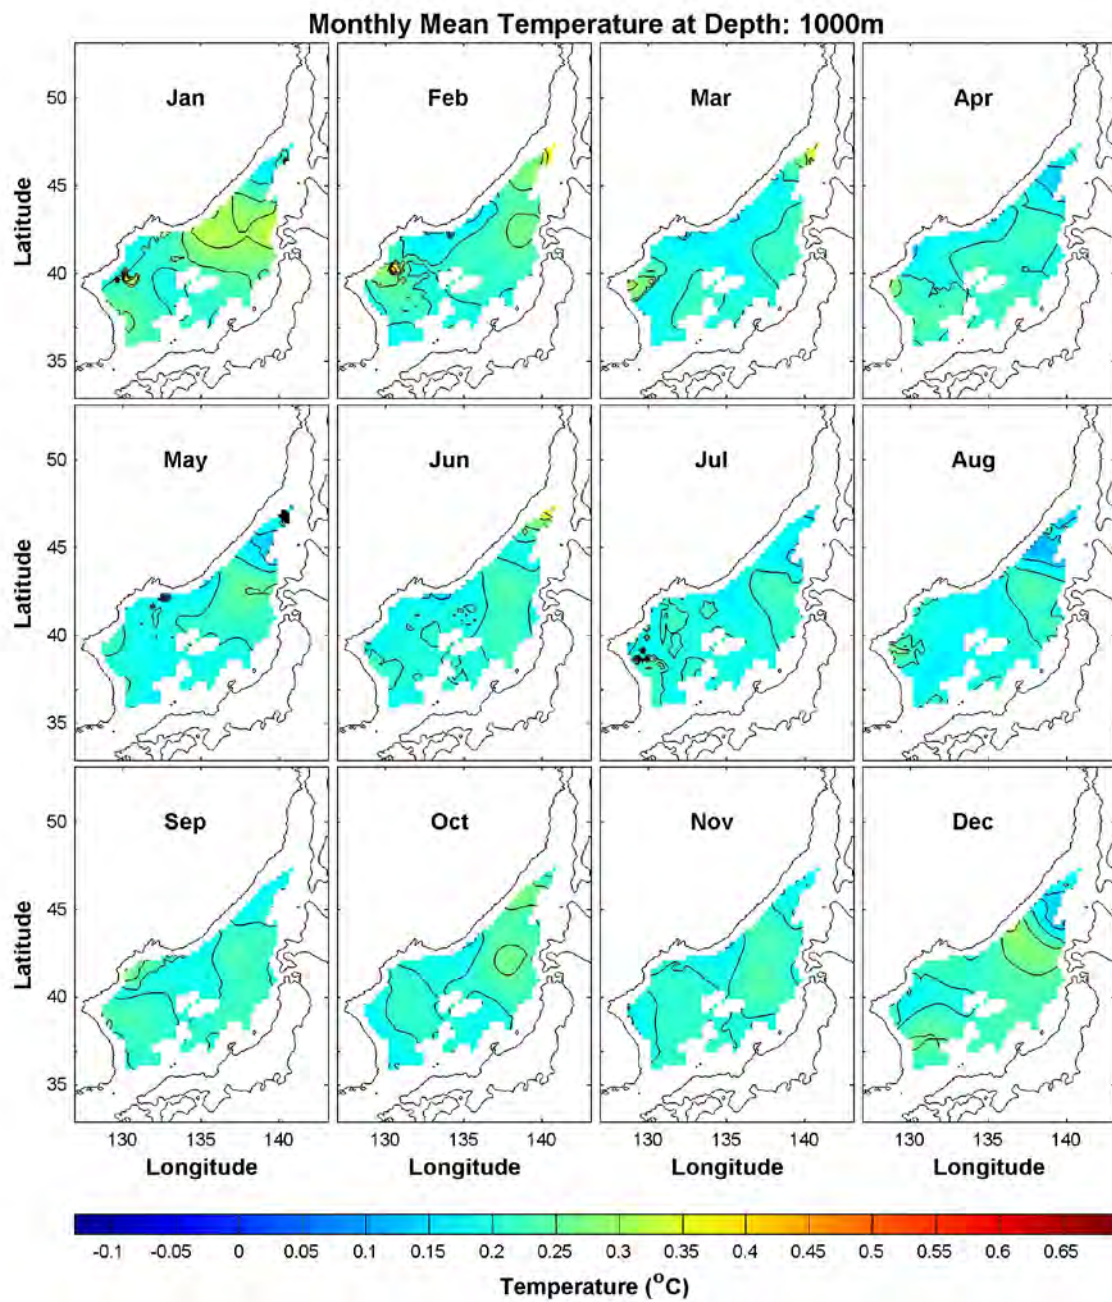 Monthly Mean Temperature at Depth: 1000m
Jan Feb Mar Apr
50
45
40
35
Latitude
May Jun Jul Aug
50
45
40
35
Latitude
Sep Oct Nov Dec
50
45
40
35
Latitude
130 135 140 130 135 140 130 135 140 130 135 140
Longitude Longitude Longitude Longitude
-0.1 -0.05 0 0.05 0.1 0.15 0.2 0.25 0.3 0.35 0.4 0.45 0.5 0.55 0.6 0.65
Temperature (°C)